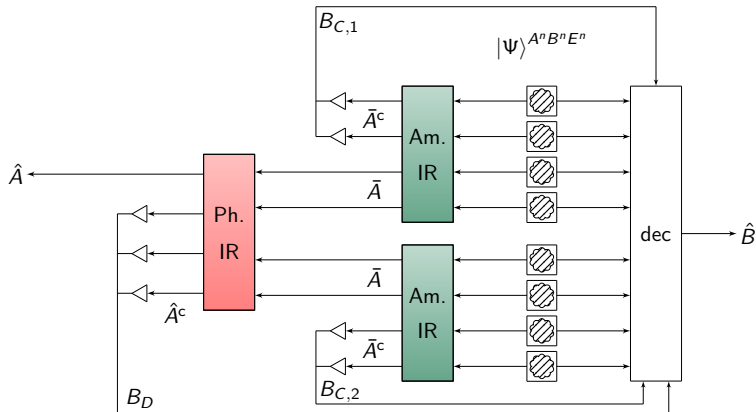 B_{C,1}
|Ψ⟩^{A^n B^n E^n}
Ā^c
Am.
IR
Â
Ā
Ph.
IR
dec
B̂
Ā
Am.
IR
Â^c
Ā^c
B_D
B_{C,2}